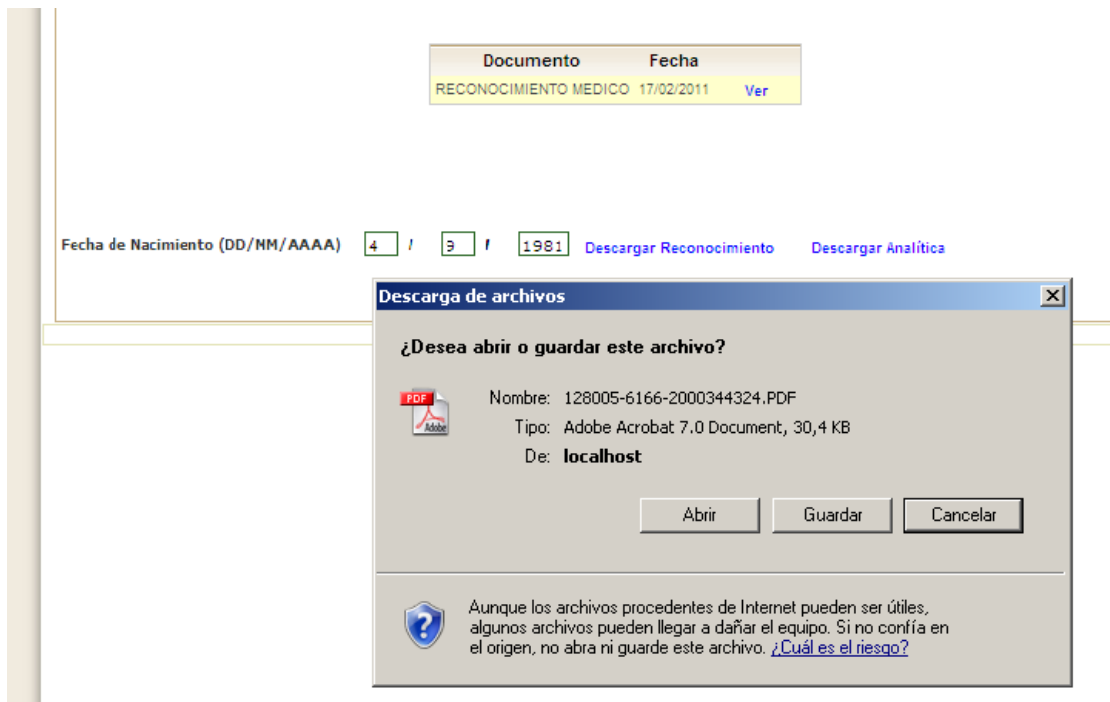 Documento Fecha
RECONOCIMIENTO MEDICO 17/02/2011 Ver
Fecha de Nacimiento (DD/MM/AAAA) 4 / 9 / 1981 Descargar Reconocimiento Descargar Analítica
Descarga de archivos
¿Desea abrir o guardar este archivo?
PDF
Adobe
Nombre: 128005-6166-2000344324.PDF
Tipo: Adobe Acrobat 7.0 Document, 30,4 KB
De: localhost
Abrir Guardar Cancelar
Aunque los archivos procedentes de Internet pueden ser útiles,
algunos archivos pueden llegar a dañar el equipo. Si no confía en
el origen, no abra ni guarde este archivo. ¿Cuál es el riesgo?